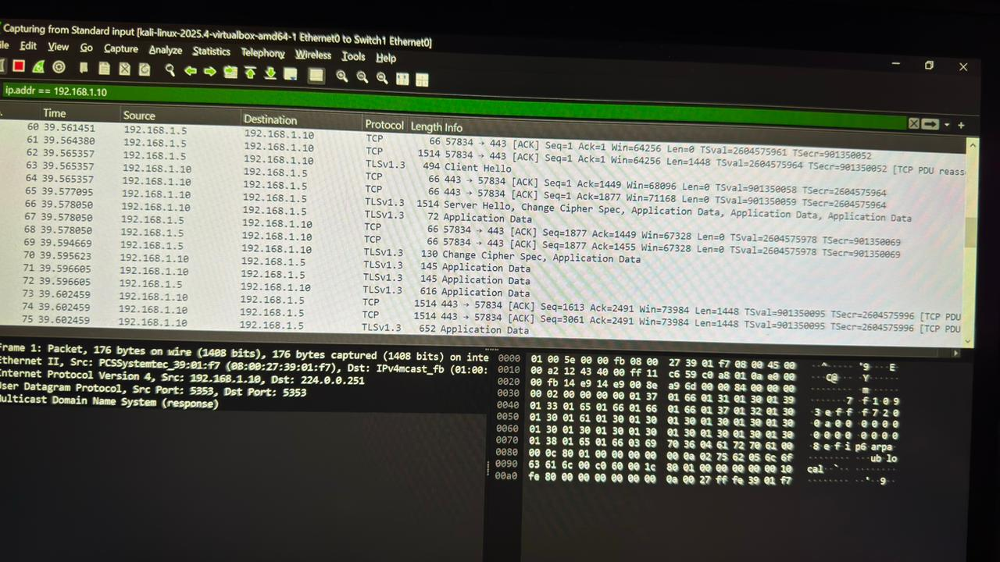 Capturing from Standard input [kali-linux-2025.4-virtualbox-amd64-1 Ethernet0 to Switch1 Ethernet0]
ile Edit View Go Capture Analyze Statistics Telephony Wireless Tools Help
ip.addr == 192.168.1.10
. Time Source Destination Protocol Length Info
60 39.561451 192.168.1.5 192.168.1.10 TCP 66 57834 → 443 [ACK] Seq=1 Ack=1 Win=64256 Len=0 TSval=2604575961 TSecr=901350052
61 39.564380 192.168.1.5 192.168.1.10 TCP 1514 57834 → 443 [ACK] Seq=1 Ack=1 Win=64256 Len=1448 TSval=2604575964 TSecr=901350052 [TCP PDU reass
62 39.565357 192.168.1.5 192.168.1.10 TLSv1.3 494 Client Hello
63 39.565357 192.168.1.10 192.168.1.5 TCP 66 443 → 57834 [ACK] Seq=1 Ack=1449 Win=68096 Len=0 TSval=901350058 TSecr=2604575964
64 39.565357 192.168.1.10 192.168.1.5 TCP 66 443 → 57834 [ACK] Seq=1 Ack=1877 Win=71168 Len=0 TSval=901350059 TSecr=2604575964
65 39.577095 192.168.1.10 192.168.1.5 TLSv1.3 1514 Server Hello, Change Cipher Spec, Application Data, Application Data, Application Data
66 39.578050 192.168.1.10 192.168.1.5 TLSv1.3 72 Application Data
67 39.578050 192.168.1.5 192.168.1.10 TCP 66 57834 → 443 [ACK] Seq=1877 Ack=1449 Win=67328 Len=0 TSval=2604575978 TSecr=901350069
68 39.578050 192.168.1.5 192.168.1.10 TCP 66 57834 → 443 [ACK] Seq=1877 Ack=1455 Win=67328 Len=0 TSval=2604575978 TSecr=901350069
69 39.594669 192.168.1.5 192.168.1.10 TLSv1.3 130 Change Cipher Spec, Application Data
70 39.595623 192.168.1.10 192.168.1.5 TLSv1.3 145 Application Data
71 39.596605 192.168.1.10 192.168.1.5 TLSv1.3 145 Application Data
72 39.596605 192.168.1.5 192.168.1.10 TLSv1.3 616 Application Data
73 39.602459 192.168.1.10 192.168.1.5 TCP 1514 443 → 57834 [ACK] Seq=1613 Ack=2491 Win=73984 Len=1448 TSval=901350095 TSecr=2604575996 [TCP PDU
74 39.602459 192.168.1.10 192.168.1.5 TCP 1514 443 → 57834 [ACK] Seq=3061 Ack=2491 Win=73984 Len=1448 TSval=901350095 TSecr=2604575996 [TCP PDU
75 39.602459 192.168.1.10 192.168.1.5 TLSv1.3 652 Application Data
Frame 1: Packet, 176 bytes on wire (1408 bits), 176 bytes captured (1408 bits) on inte
Ethernet II, Src: PCSSystemtec_39:01:f7 (08:00:27:39:01:f7), Dst: IPv4mcast_fb (01:00:
Internet Protocol Version 4, Src: 192.168.1.10, Dst: 224.0.0.251
User Datagram Protocol, Src Port: 5353, Dst Port: 5353
Multicast Domain Name System (response)
0000 01 00 5e 00 00 fb 08 00 27 39 01 f7 08 00 45 00 ··^····· '9····E·
0010 00 a2 12 43 40 00 ff 11 c6 59 c0 a8 01 0a e0 00 ···C@··· ·Y······
0020 00 fb 14 e9 14 e9 00 8e a9 6d 00 00 84 00 00 00 ········ ·m······
0030 00 02 00 00 00 00 01 37 01 66 01 31 01 30 01 39 ·······7 ·f·1·0·9
0040 01 33 01 65 01 66 01 66 01 66 01 37 01 32 01 30 ·3·e·f·f ·f·7·2·0
0050 01 30 01 61 01 30 01 30 01 30 01 30 01 30 01 30 ·0·a·0·0 ·0·0·0·0
0060 01 30 01 30 01 30 01 30 01 30 01 30 01 30 01 30 ·0·0·0·0 ·0·0·0·0
0070 01 38 01 65 01 66 03 69 70 36 04 61 72 70 61 00 ·8·e·f·i p6·arpa·
0080 00 0c 80 01 00 00 00 00 00 0a 02 75 62 05 6c 6f ········ ···ub·lo
0090 63 61 6c 00 c0 60 00 1c 80 01 00 00 00 00 00 10 cal··`·· ········
00a0 fe 80 00 00 00 00 00 00 0a 00 27 ff fe 39 01 f7 ········ ··'··9··